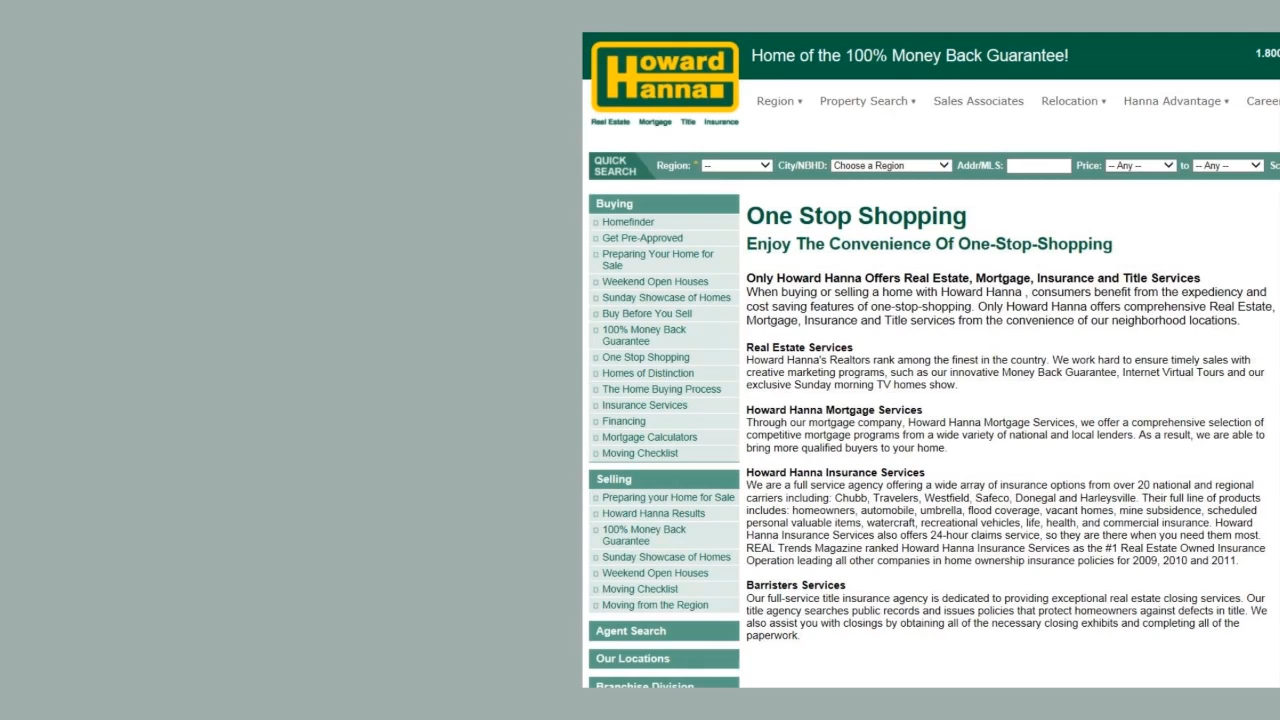 Howard
Hanna
Real Estate Mortgage Title Insurance
Home of the 100% Money Back Guarantee!
1.800
Region
Property Search
Sales Associates
Relocation
Hanna Advantage
Career
QUICK
SEARCH
Region: * --
City/NBHD: Choose a Region
Addr/MLS:
Price: -- Any -- to -- Any --
Sc
Buying
Homefinder
Get Pre-Approved
Preparing Your Home for
Sale
Weekend Open Houses
Sunday Showcase of Homes
Buy Before You Sell
100% Money Back
Guarantee
One Stop Shopping
Homes of Distinction
The Home Buying Process
Insurance Services
Financing
Mortgage Calculators
Moving Checklist
Selling
Preparing your Home for Sale
Howard Hanna Results
100% Money Back
Guarantee
Sunday Showcase of Homes
Weekend Open Houses
Moving Checklist
Moving from the Region
Agent Search
Our Locations
Branchise Division
One Stop Shopping
Enjoy The Convenience Of One-Stop-Shopping
Only Howard Hanna Offers Real Estate, Mortgage, Insurance and Title Services
When buying or selling a home with Howard Hanna , consumers benefit from the expediency and
cost saving features of one-stop-shopping. Only Howard Hanna offers comprehensive Real Estate,
Mortgage, Insurance and Title services from the convenience of our neighborhood locations.
Real Estate Services
Howard Hanna's Realtors rank among the finest in the country. We work hard to ensure timely sales with
creative marketing programs, such as our innovative Money Back Guarantee, Internet Virtual Tours and our
exclusive Sunday morning TV homes show.
Howard Hanna Mortgage Services
Through our mortgage company, Howard Hanna Mortgage Services, we offer a comprehensive selection of
competitive mortgage programs from a wide variety of national and local lenders. As a result, we are able to
bring more qualified buyers to your home.
Howard Hanna Insurance Services
We are a full service agency offering a wide array of insurance options from over 20 national and regional
carriers including: Chubb, Travelers, Westfield, Safeco, Donegal and Harleysville. Their full line of products
includes: homeowners, automobile, umbrella, flood coverage, vacant homes, mine subsidence, scheduled
personal valuable items, watercraft, recreational vehicles, life, health, and commercial insurance. Howard
Hanna Insurance Services also offers 24-hour claims service, so they are there when you need them most.
REAL Trends Magazine ranked Howard Hanna Insurance Services as the #1 Real Estate Owned Insurance
Operation leading all other companies in home ownership insurance policies for 2009, 2010 and 2011.
Barristers Services
Our full-service title insurance agency is dedicated to providing exceptional real estate closing services. Our
title agency searches public records and issues policies that protect homeowners against defects in title. We
also assist you with closings by obtaining all of the necessary closing exhibits and completing all of the
paperwork.